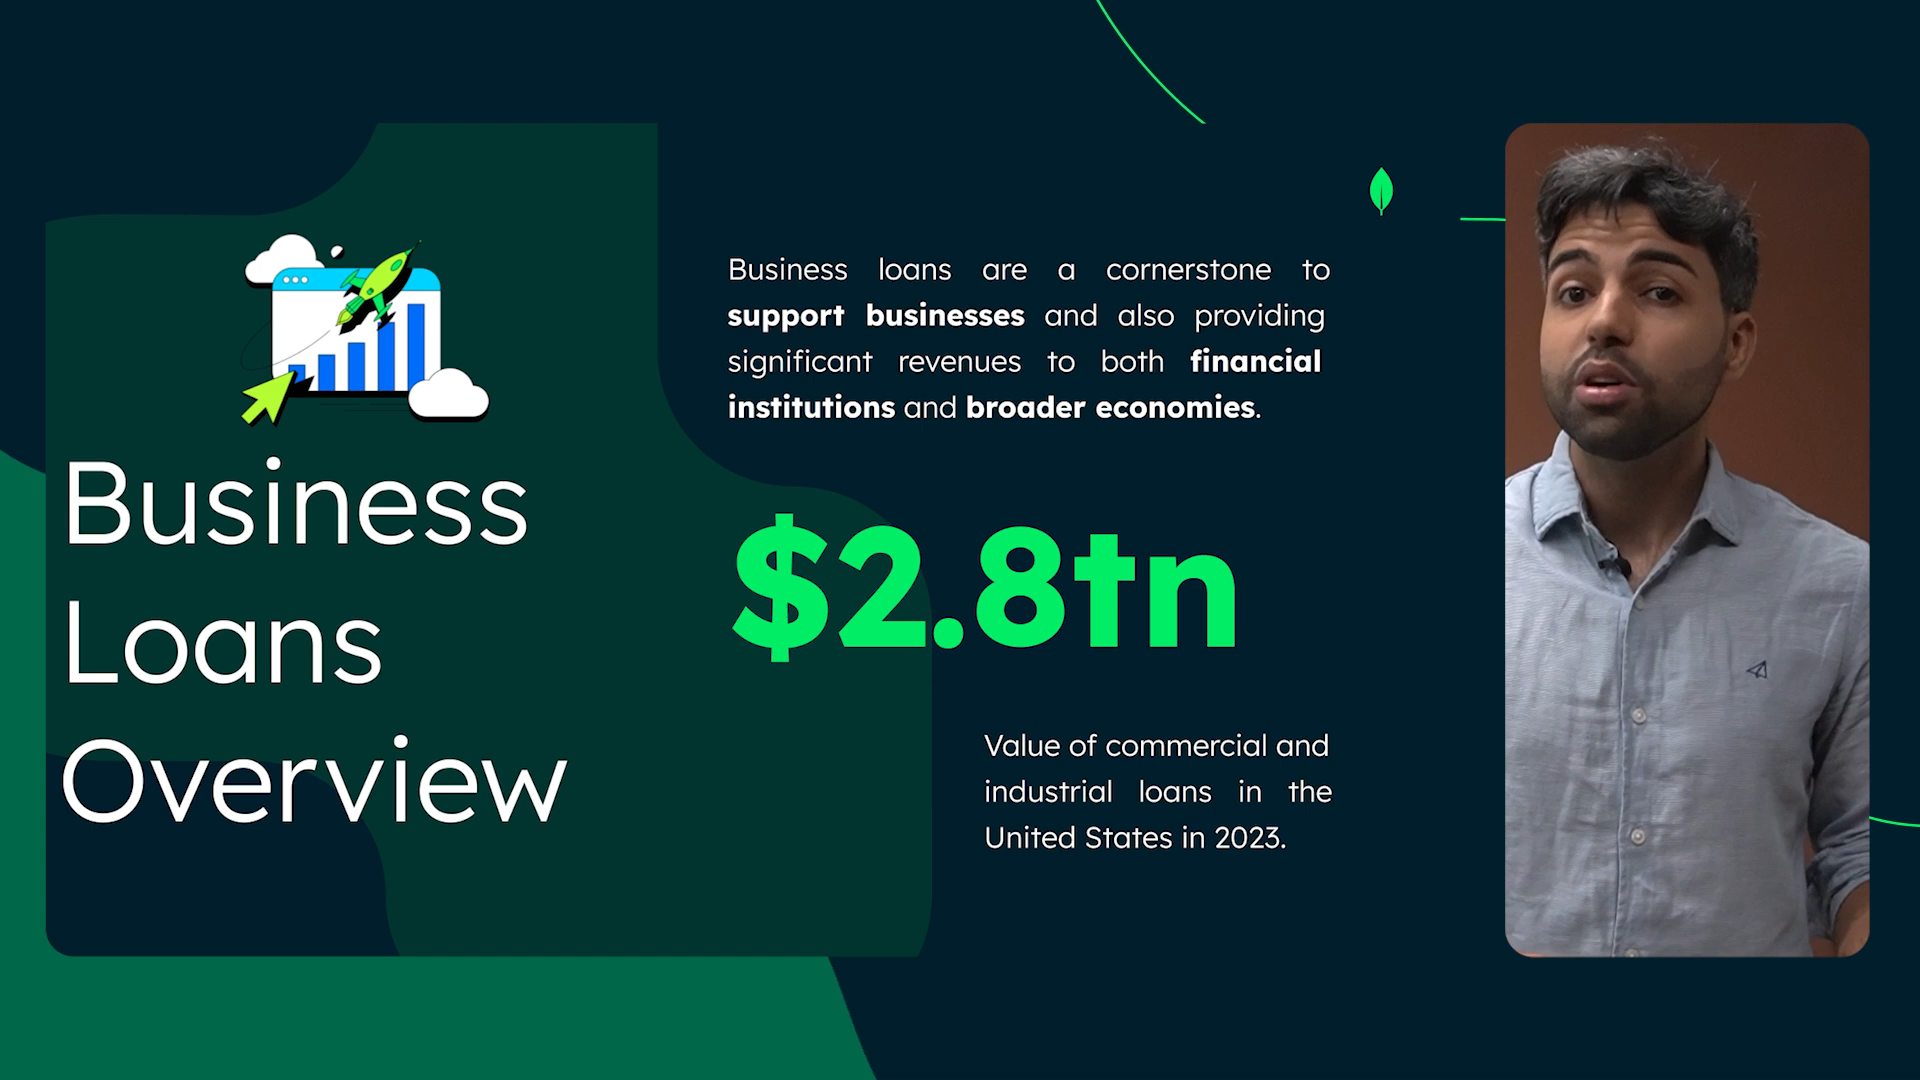 Business
Loans
Overview
Business loans are a cornerstone to
support businesses and also providing
significant revenues to both financial
institutions and broader economies.
$2.8tn
Value of commercial and
industrial loans in the
United States in 2023.